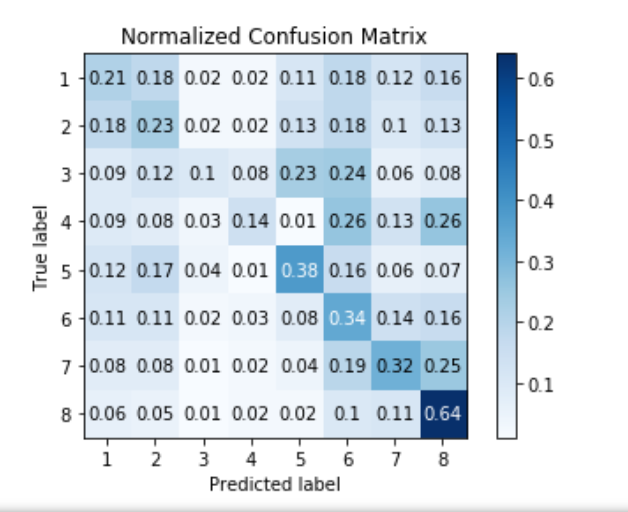 Normalized Confusion Matrix
1 0.21 0.18 0.02 0.02 0.11 0.18 0.12 0.16
2 0.18 0.23 0.02 0.02 0.13 0.18 0.1 0.13
3 0.09 0.12 0.1 0.08 0.23 0.24 0.06 0.08
4 0.09 0.08 0.03 0.14 0.01 0.26 0.13 0.26
5 0.12 0.17 0.04 0.01 0.38 0.16 0.06 0.07
6 0.11 0.11 0.02 0.03 0.08 0.34 0.14 0.16
7 0.08 0.08 0.01 0.02 0.04 0.19 0.32 0.25
8 0.06 0.05 0.01 0.02 0.02 0.1 0.11 0.64
1 2 3 4 5 6 7 8
True label
Predicted label
0.6
0.5
0.4
0.3
0.2
0.1